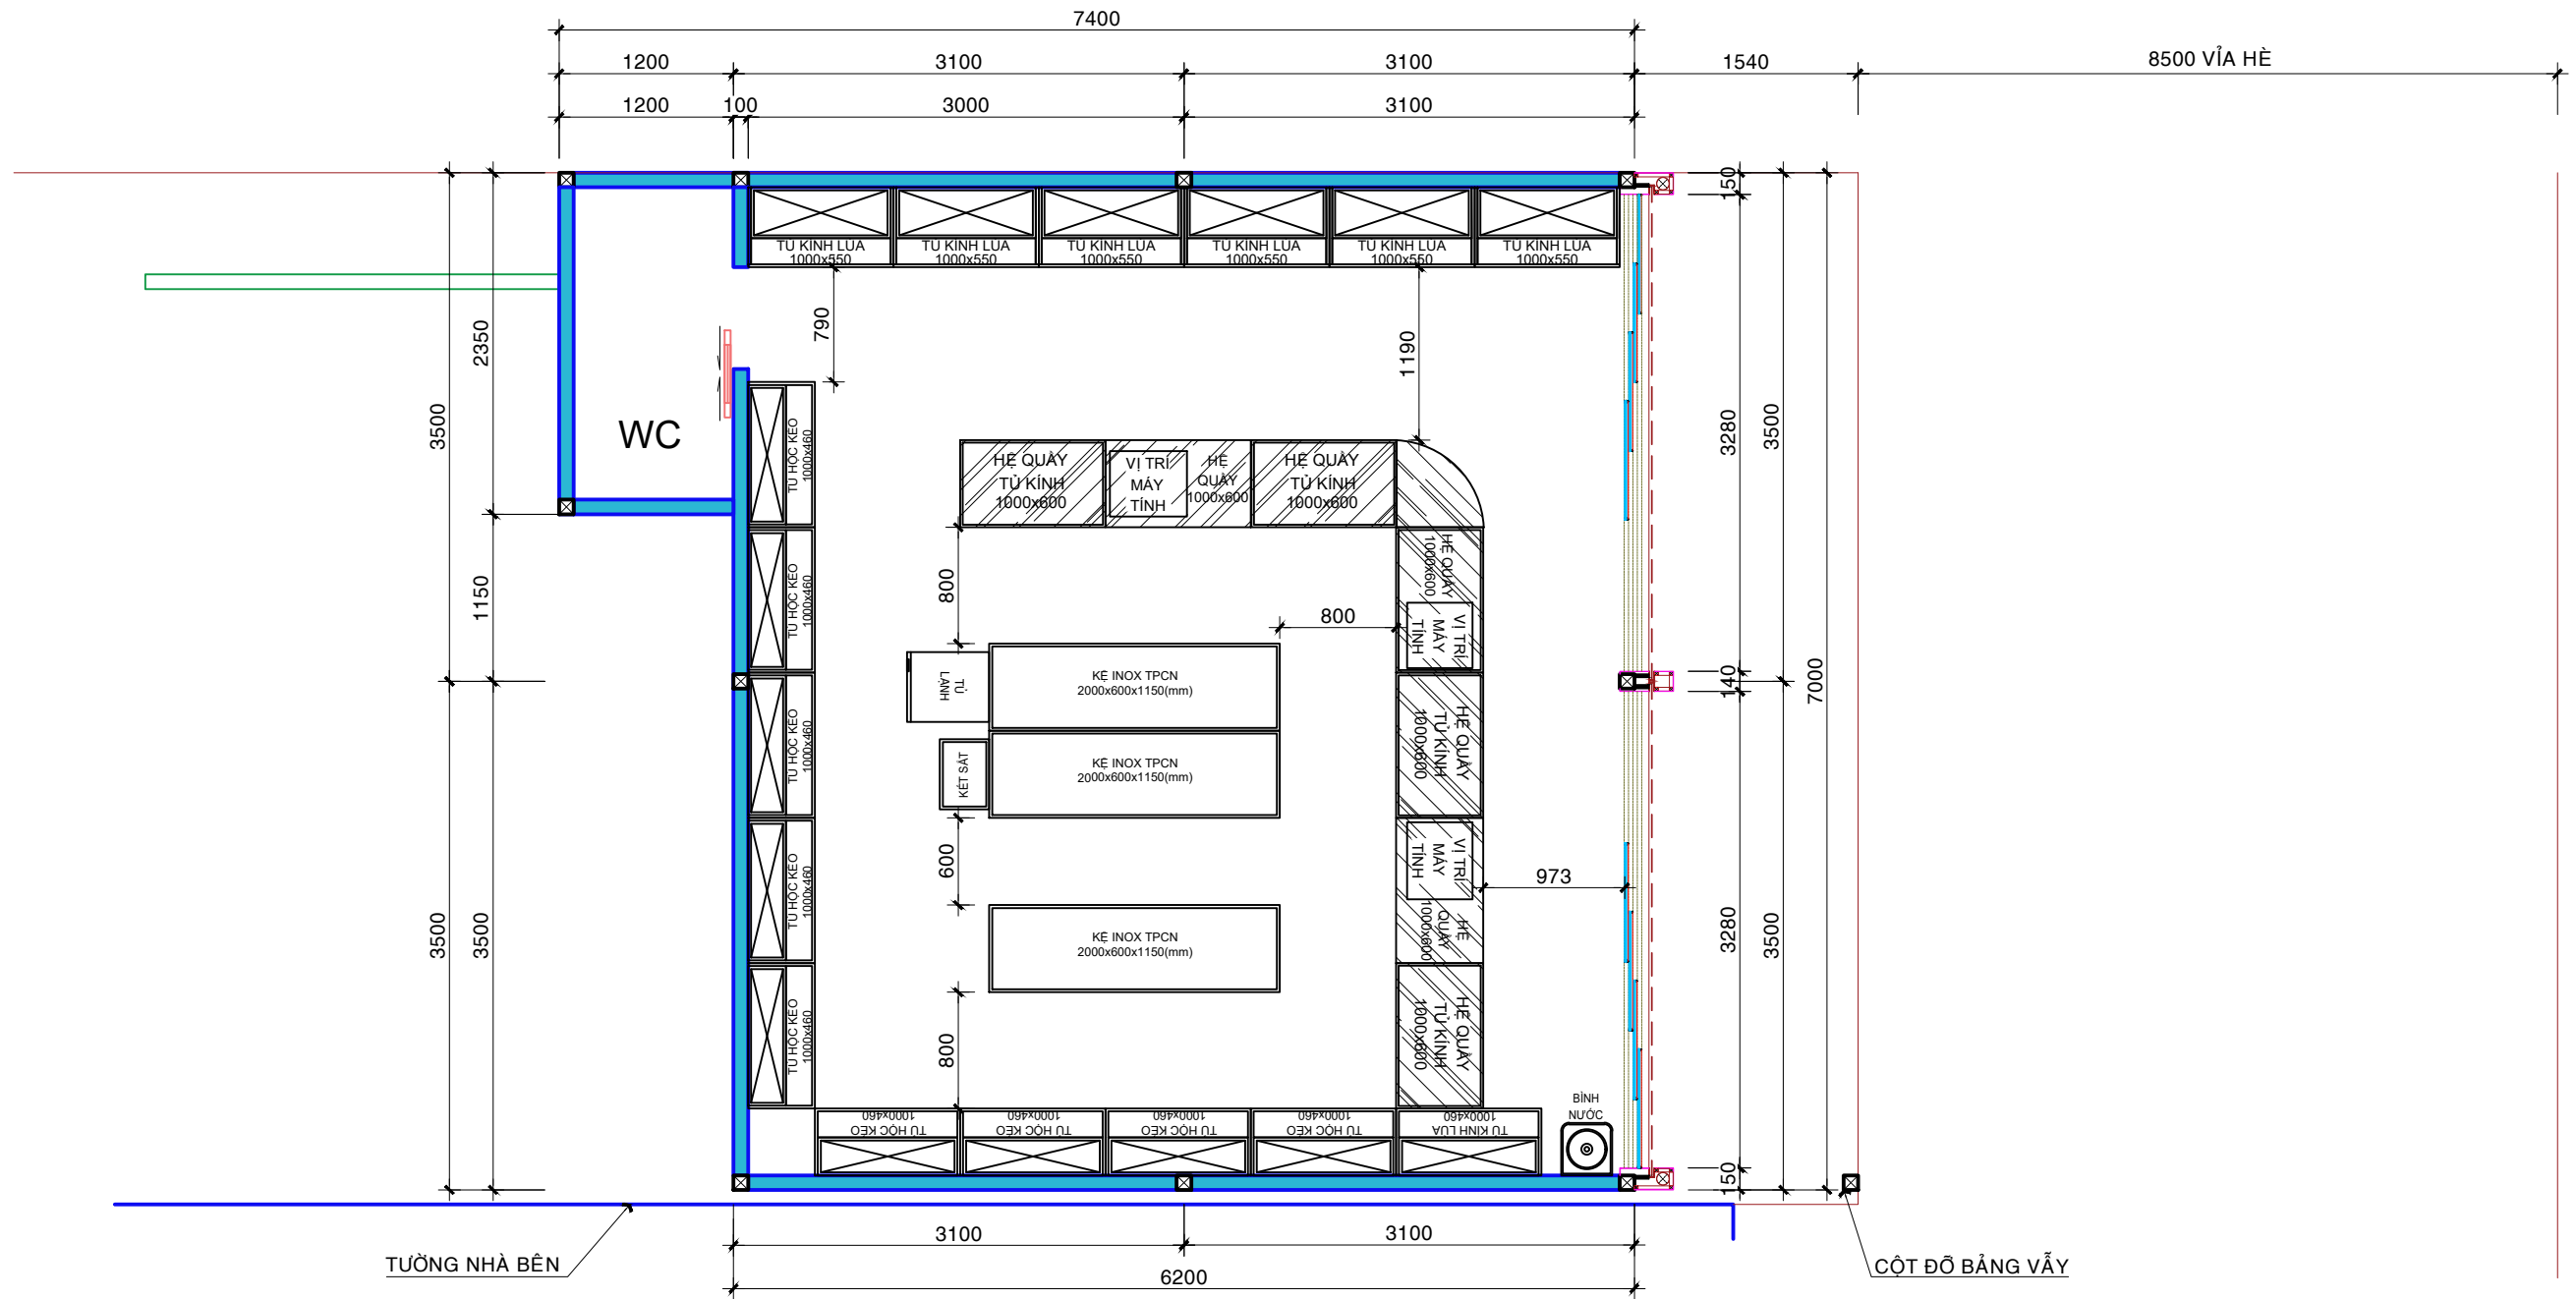 7400
1200
3100
3100
1540
8500 VỈA HÈ
1200
100
3000
3100
TỦ KÍNH LÙA
1000x550
TỦ KÍNH LÙA
1000x550
TỦ KÍNH LÙA
1000x550
TỦ KÍNH LÙA
1000x550
TỦ KÍNH LÙA
1000x550
TỦ KÍNH LÙA
1000x550
150
3500
2350
790
1190
3280
3500
WC
TỦ HỘC KÉO
1000x460
TỦ HỘC KÉO
1000x460
TỦ HỘC KÉO
1000x460
TỦ HỘC KÉO
1000x460
TỦ HỘC KÉO
1000x460
HỆ QUẦY
TỦ KÍNH
1000x600
VỊ TRÍ
MÁY
TÍNH
HỆ
QUẦY
1000x600
HỆ QUẦY
TỦ KÍNH
1000x600
HỆ QUẦY
1000x600
VỊ TRÍ
MÁY
TÍNH
1150
800
800
TỦ
LẠNH
KỆ INOX TPCN
2000x600x1150(mm)
140
7000
KÉT SẮT
KỆ INOX TPCN
2000x600x1150(mm)
HỆ QUẦY
TỦ KÍNH
1000x600
VỊ TRÍ
MÁY
TÍNH
HỆ
QUẦY
1000x600
600
973
3500
3500
KỆ INOX TPCN
2000x600x1150(mm)
3280
3500
HỆ QUẦY
TỦ KÍNH
1000x600
800
TỦ HỘC KÉO
1000x460
TỦ HỘC KÉO
1000x460
TỦ HỘC KÉO
1000x460
TỦ HỘC KÉO
1000x460
TỦ KÍNH LÙA
1000x460
BÌNH
NƯỚC
150
3100
3100
TƯỜNG NHÀ BÊN
CỘT ĐỠ BẢNG VẪY
6200